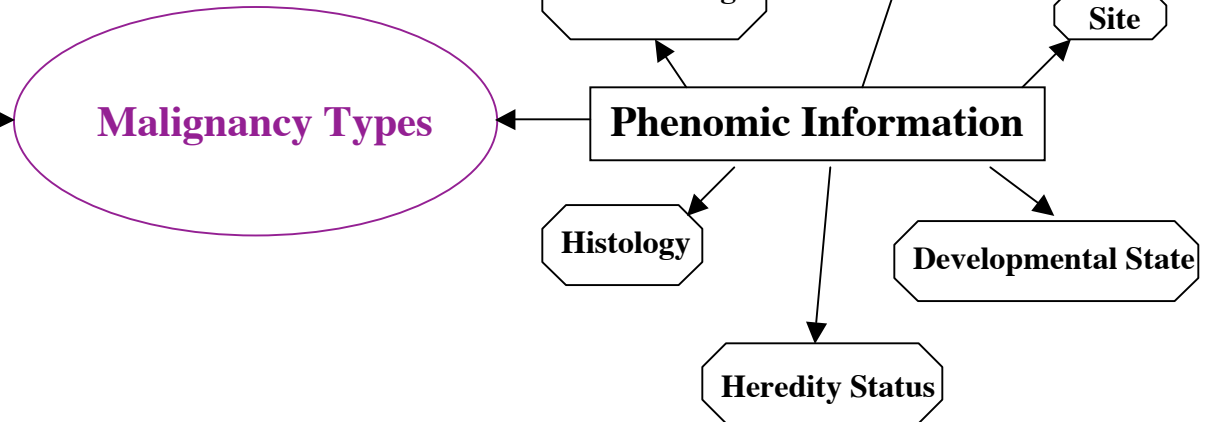 Site
Malignancy Types
Phenomic Information
Histology
Developmental State
Heredity Status